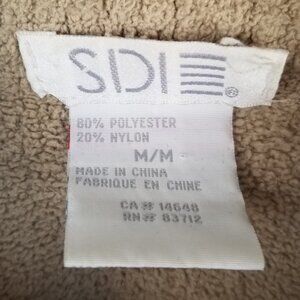 SDI
®
80% POLYESTER
20% NYLON
M/M
MADE IN CHINA
FABRIQUE EN CHINE
CA# 14648
RN# 83712